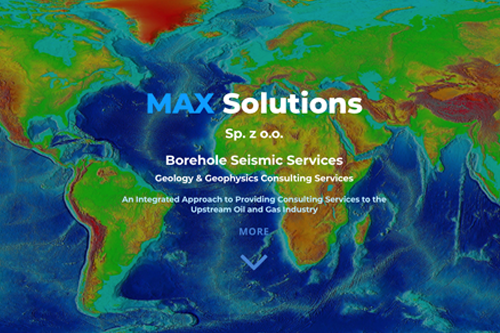 MAX Solutions
Sp. z o.o.
Borehole Seismic Services
Geology & Geophysics Consulting Services
An Integrated Approach to Providing Consulting Services to the
Upstream Oil and Gas Industry
MORE